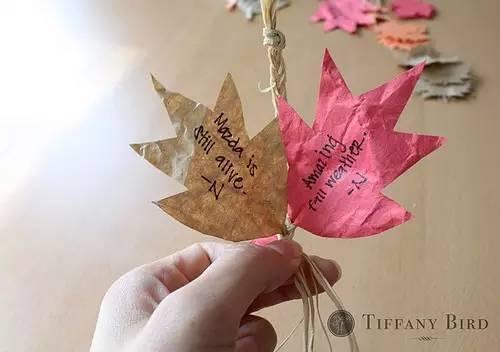 Mazda is
still alive.
-N
Amazing
fall weather.
-N
TIFFANY BIRD